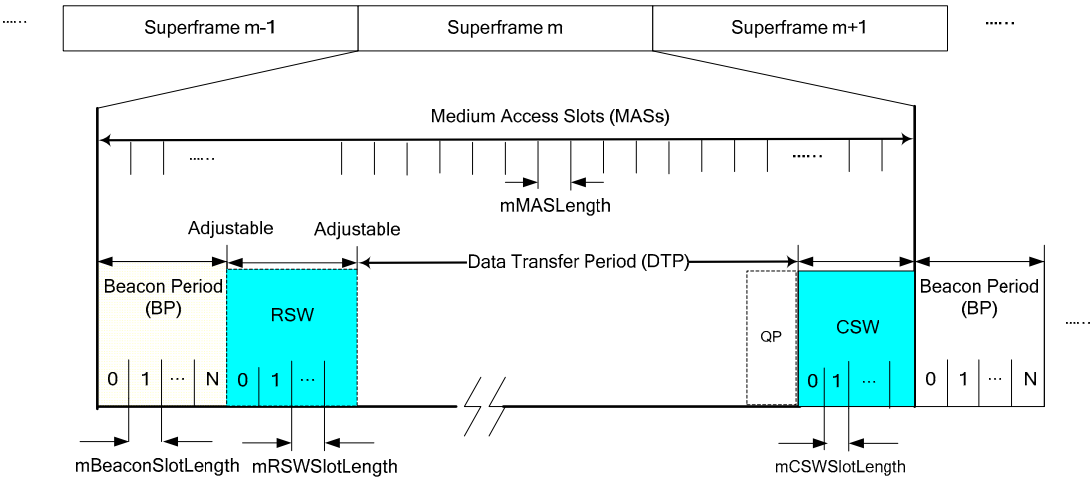 ...... Superframe m-1 Superframe m Superframe m+1 ......
Medium Access Slots (MASs)
...... ......
mMASLength
Adjustable Adjustable
Data Transfer Period (DTP)
Beacon Period (BP) RSW QP CSW Beacon Period (BP) ......
0 1 ... N 0 1 ... 0 1 ... 0 1 ... N
mBeaconSlotLength mRSWSlotLength mCSWSlotLength